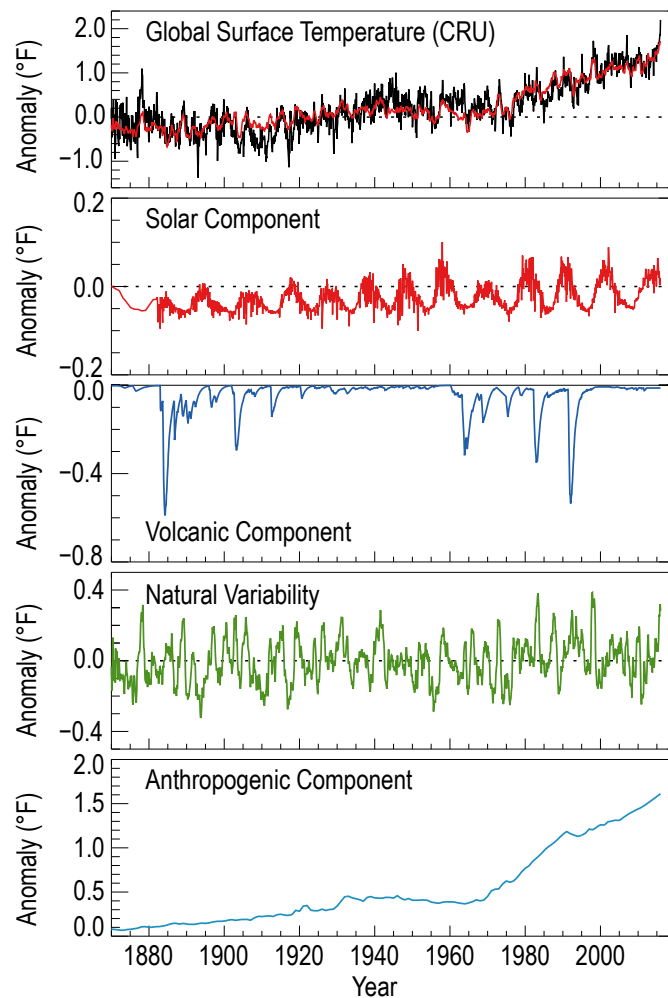 Global Surface Temperature (CRU)
Anomaly (°F)
2.0
1.0
0.0
−1.0
Solar Component
Anomaly (°F)
0.2
0.0
−0.2
Volcanic Component
Anomaly (°F)
0.0
−0.4
−0.8
Natural Variability
Anomaly (°F)
0.4
0.0
−0.4
Anthropogenic Component
Anomaly (°F)
2.0
1.5
1.0
0.5
0.0
1880 1900 1920 1940 1960 1980 2000
Year